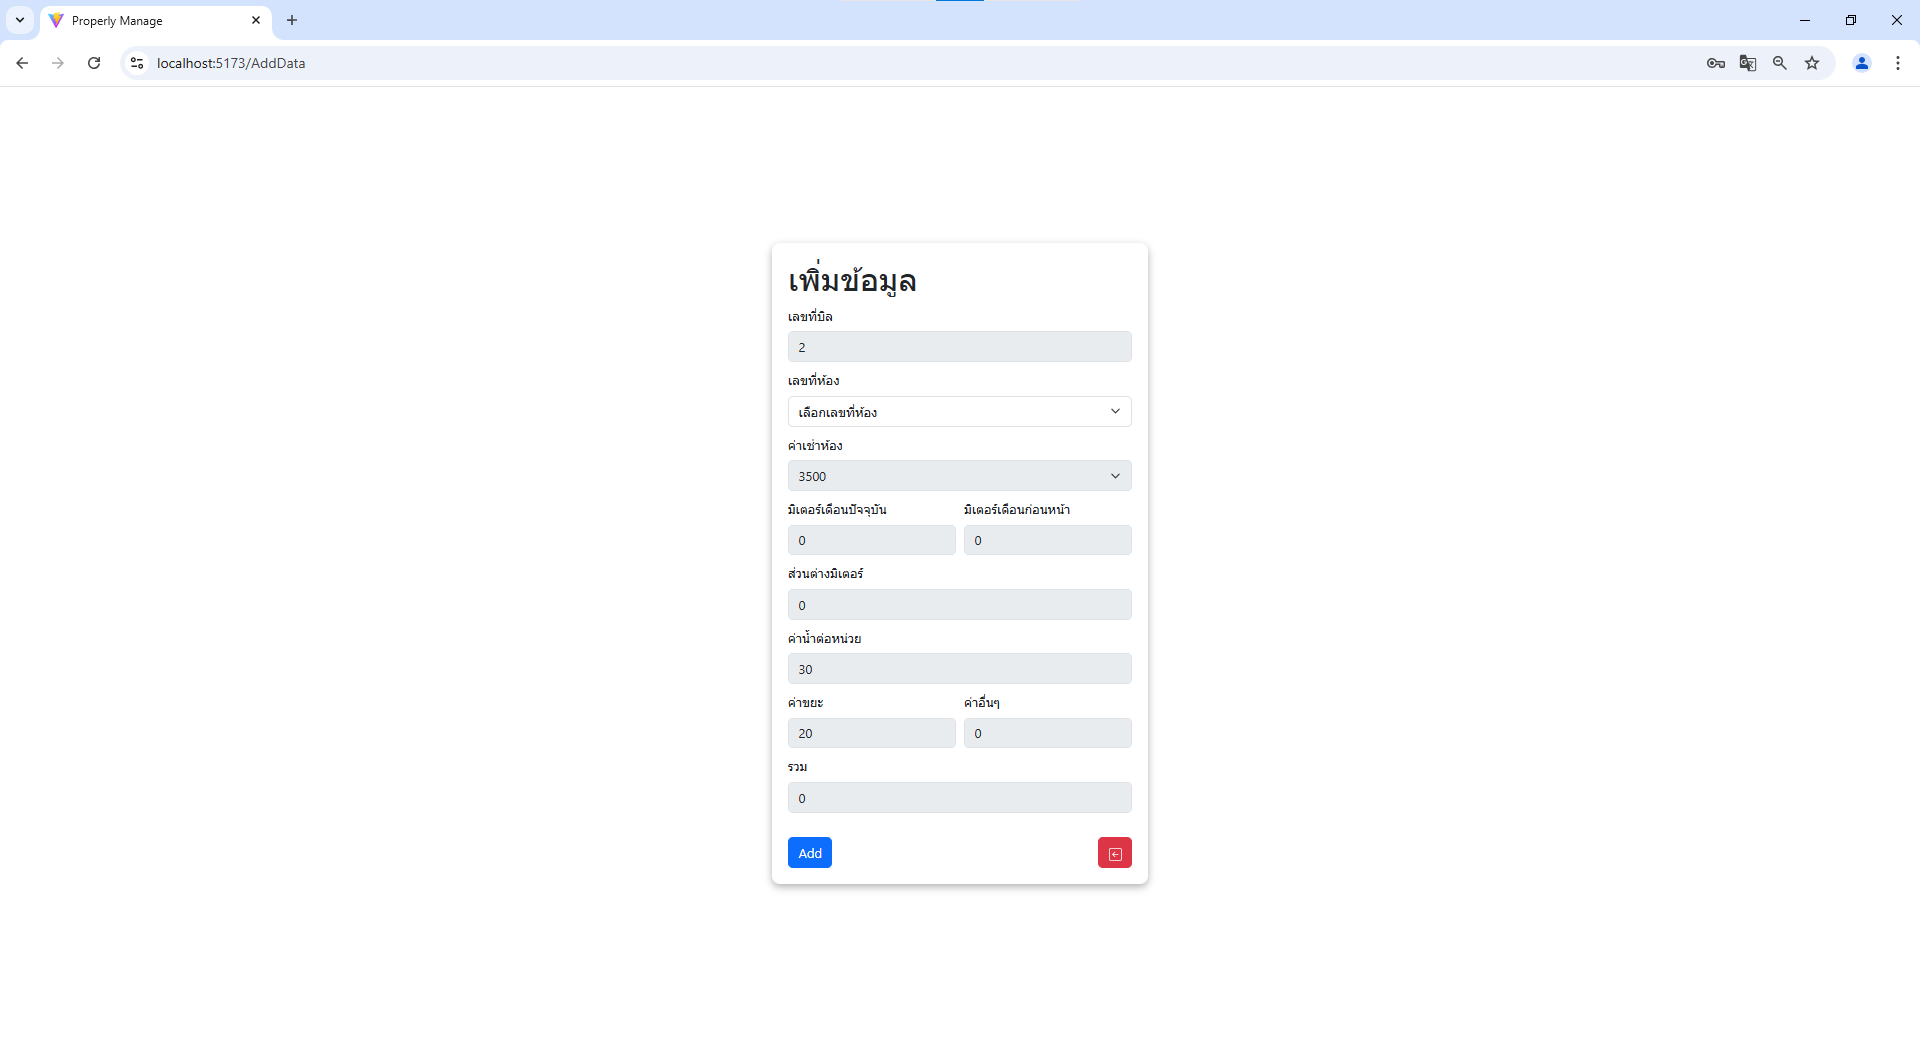 Properly Manage
localhost:5173/AddData
เพิ่มข้อมูล
เลขที่บิล
2
เลขที่ห้อง
เลือกเลขที่ห้อง
ค่าเช่าห้อง
3500
มิเตอร์เดือนปัจจุบัน มิเตอร์เดือนก่อนหน้า
0 0
ส่วนต่างมิเตอร์
0
ค่าน้ำต่อหน่วย
30
ค่าขยะ ค่าอื่นๆ
20 0
รวม
0
Add